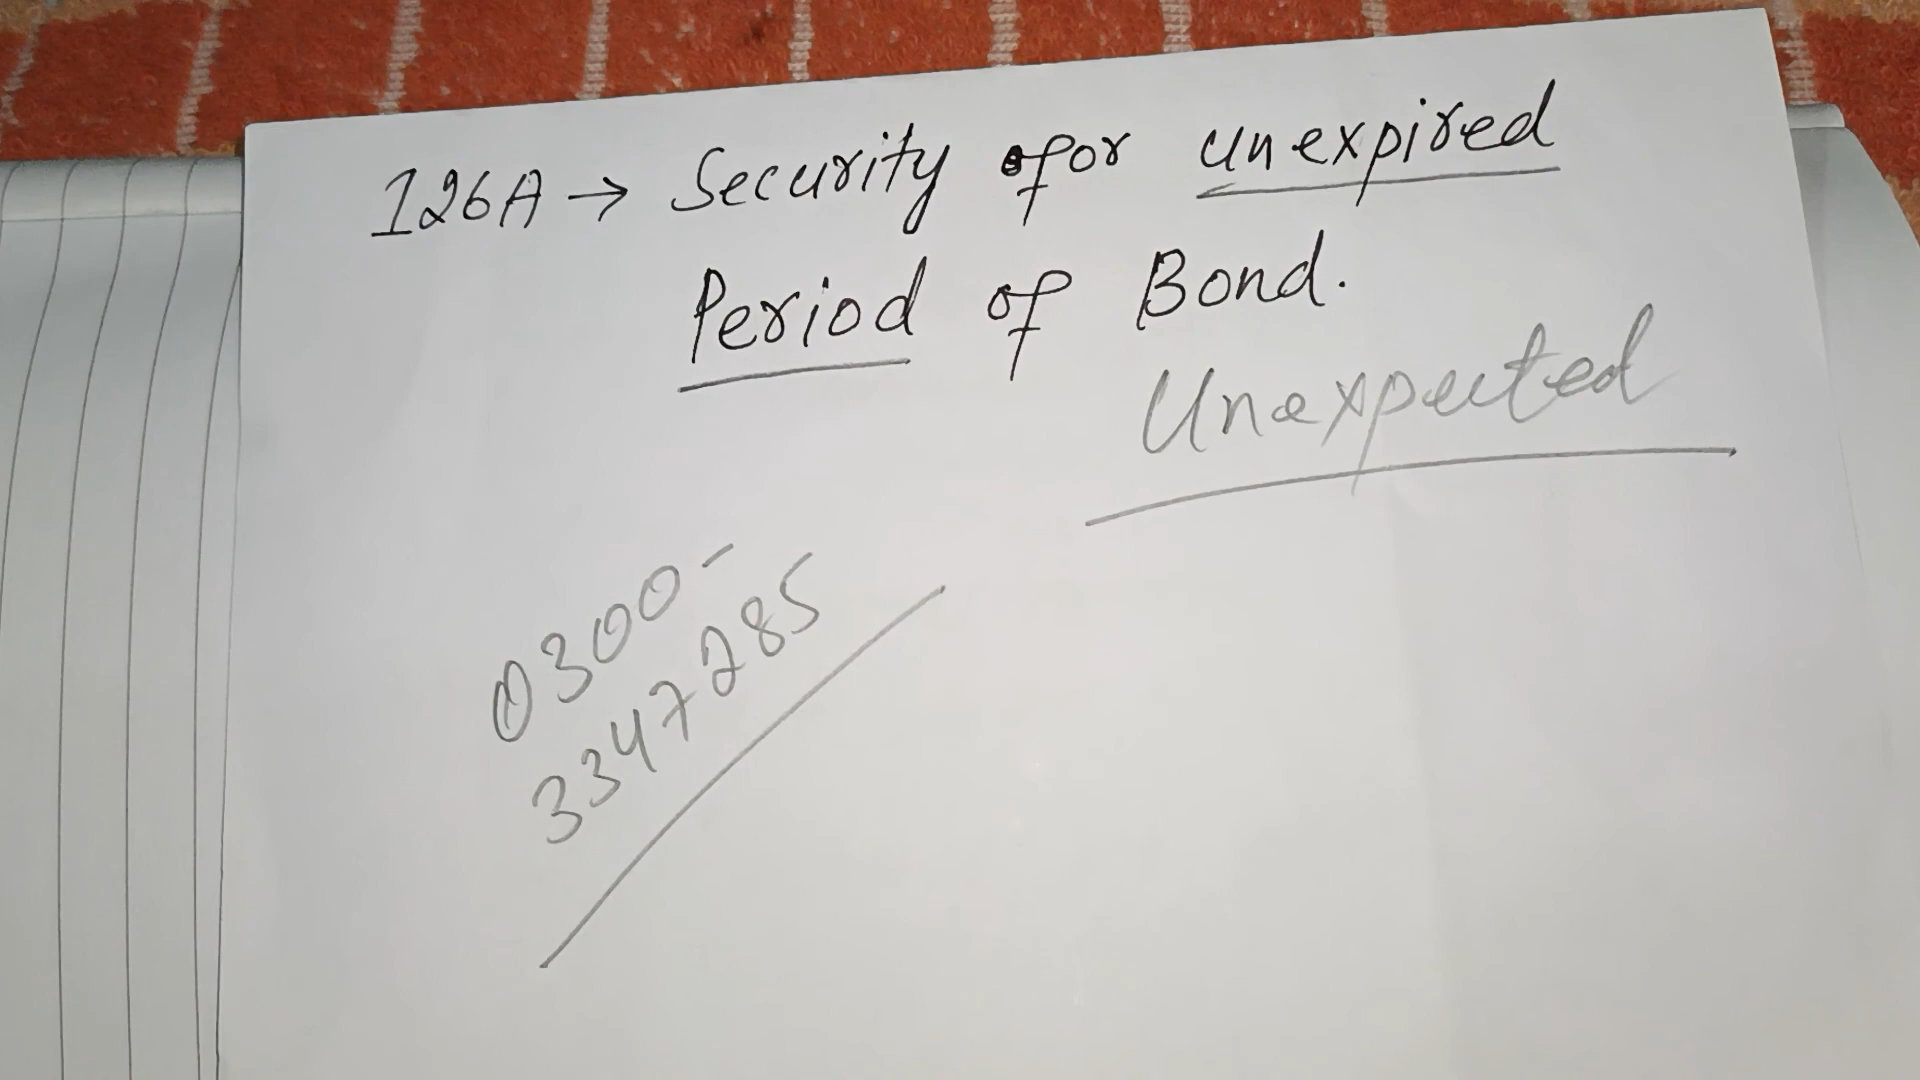 126A → Security for unexpired
Period of Bond.
Unexpected
0300-
3347285